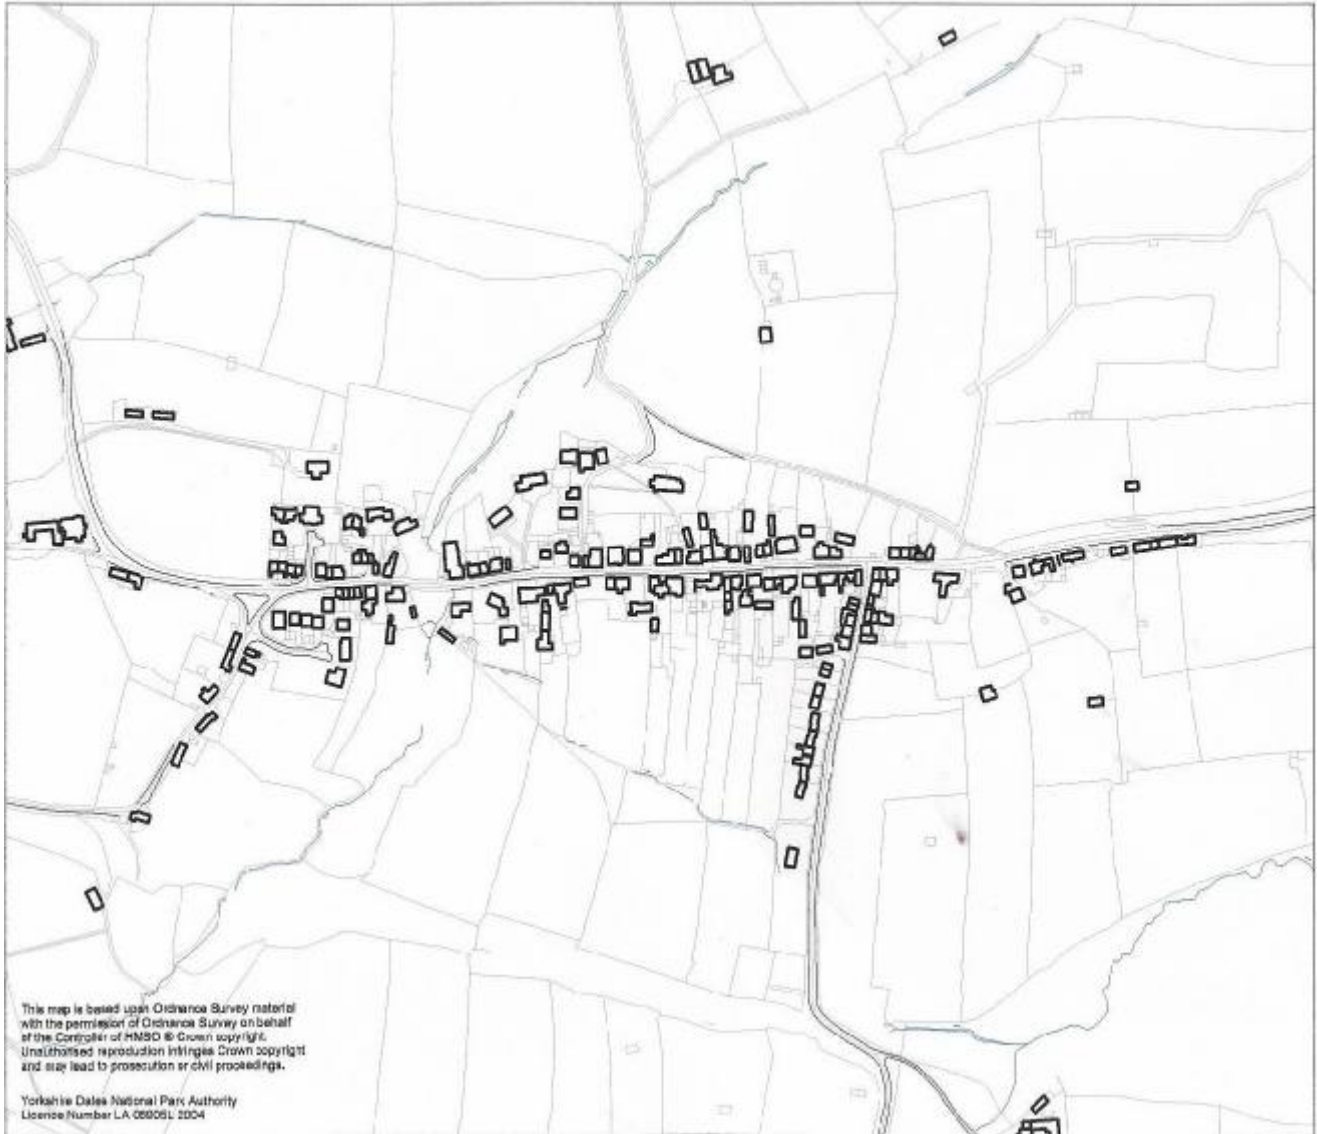 This map is based upon Ordnance Survey material
with the permission of Ordnance Survey on behalf
of the Controller of HMSO © Crown copyright.
Unauthorised reproduction infringes Crown copyright
and may lead to prosecution or civil proceedings.
Yorkshire Dales National Park Authority
Licence Number LA 2004